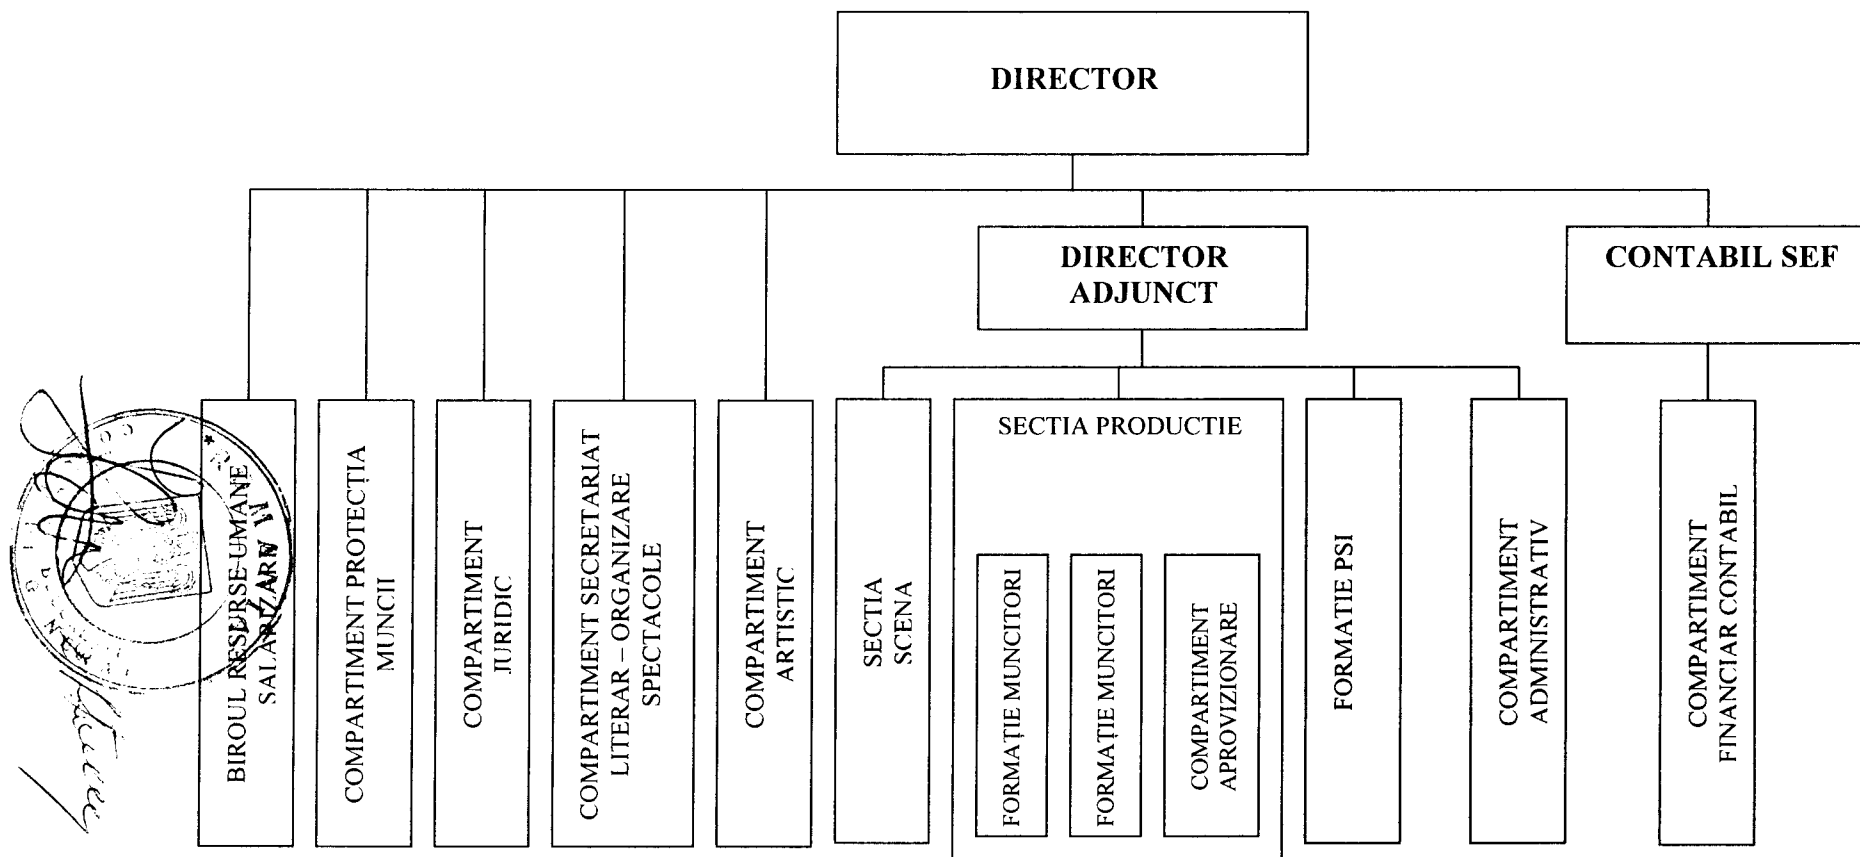 DIRECTOR
DIRECTOR
ADJUNCT
CONTABIL SEF
BIROUL RESURSE UMANE
SALARIZARE
COMPARTIMENT PROTECȚIA
MUNCII
COMPARTIMENT
JURIDIC
COMPARTIMENT SECRETARIAT
LITERAR – ORGANIZARE
SPECTACOLE
COMPARTIMENT
ARTISTIC
SECTIA
SCENA
SECTIA PRODUCTIE
FORMAȚIE MUNCITORI
FORMAȚIE MUNCITORI
COMPARTIMENT
APROVIZIONARE
FORMATIE PSI
COMPARTIMENT
ADMINISTRATIV
COMPARTIMENT
FINANCIAR CONTABIL